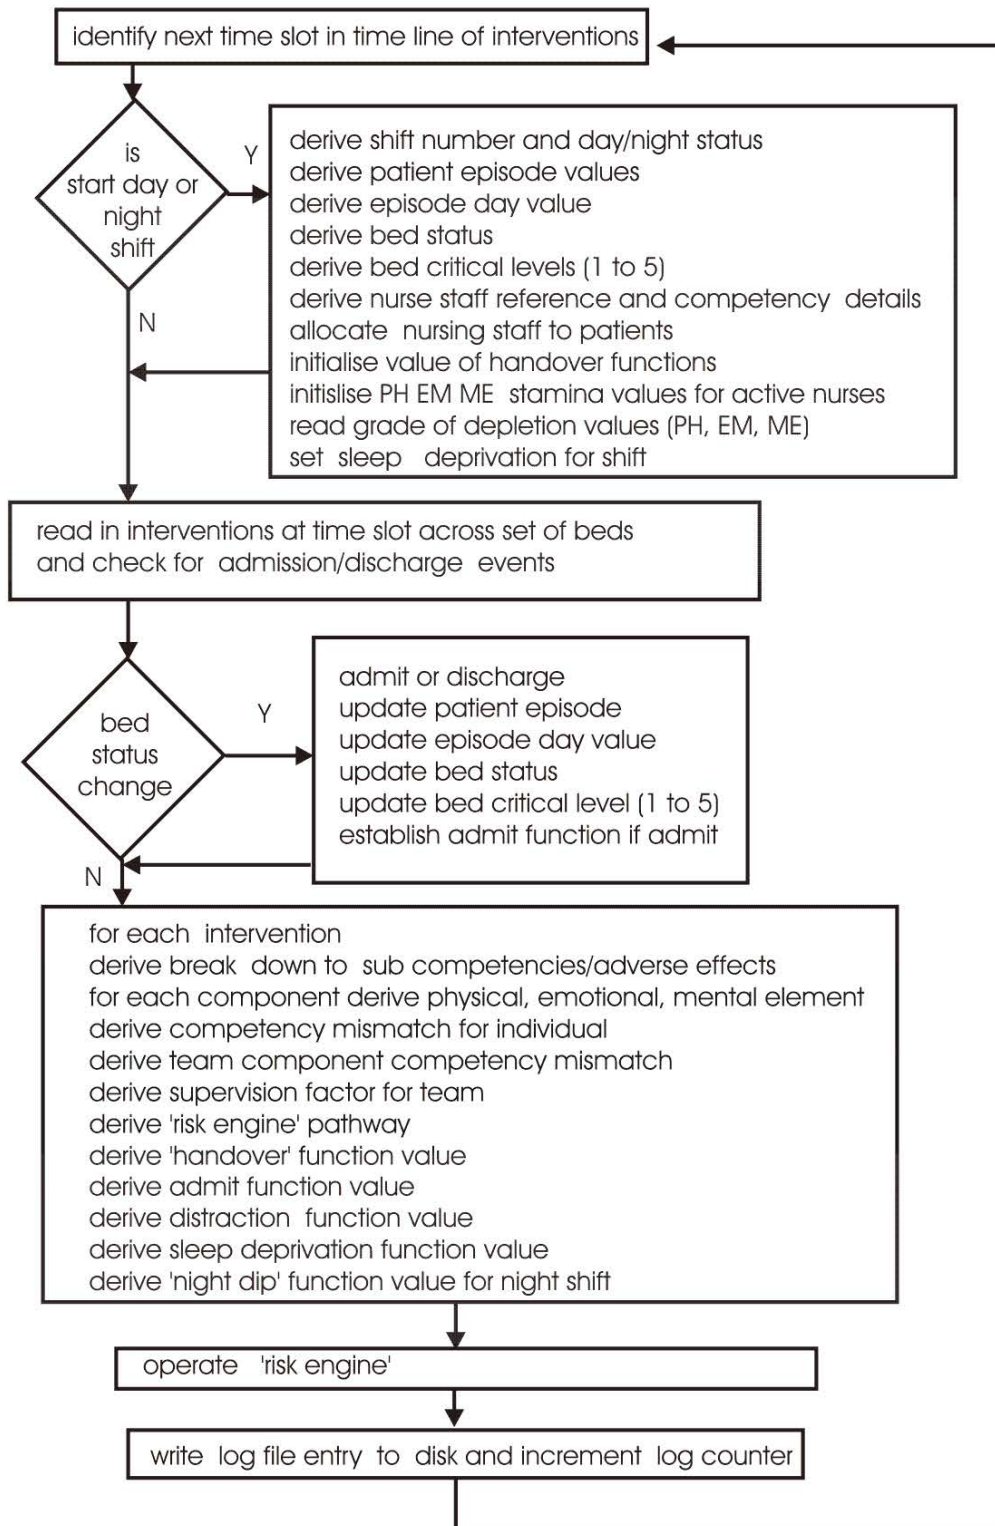 identify next time slot in time line of interventions
is
start day or
night
shift
Y
N
derive shift number and day/night status
derive patient episode values
derive episode day value
derive bed status
derive bed critical levels (1 to 5)
derive nurse staff reference and competency details
allocate nursing staff to patients
initialise value of handover functions
initislise PH EM ME stamina values for active nurses
read grade of depletion values (PH, EM, ME)
set sleep deprivation for shift
read in interventions at time slot across set of beds
and check for admission/discharge events
bed
status
change
Y
N
admit or discharge
update patient episode
update episode day value
update bed status
update bed critical level (1 to 5)
establish admit function if admit
for each intervention
derive break down to sub competencies/adverse effects
for each component derive physical, emotional, mental element
derive competency mismatch for individual
derive team component competency mismatch
derive supervision factor for team
derive 'risk engine' pathway
derive 'handover' function value
derive admit function value
derive distraction function value
derive sleep deprivation function value
derive 'night dip' function value for night shift
operate 'risk engine'
write log file entry to disk and increment log counter